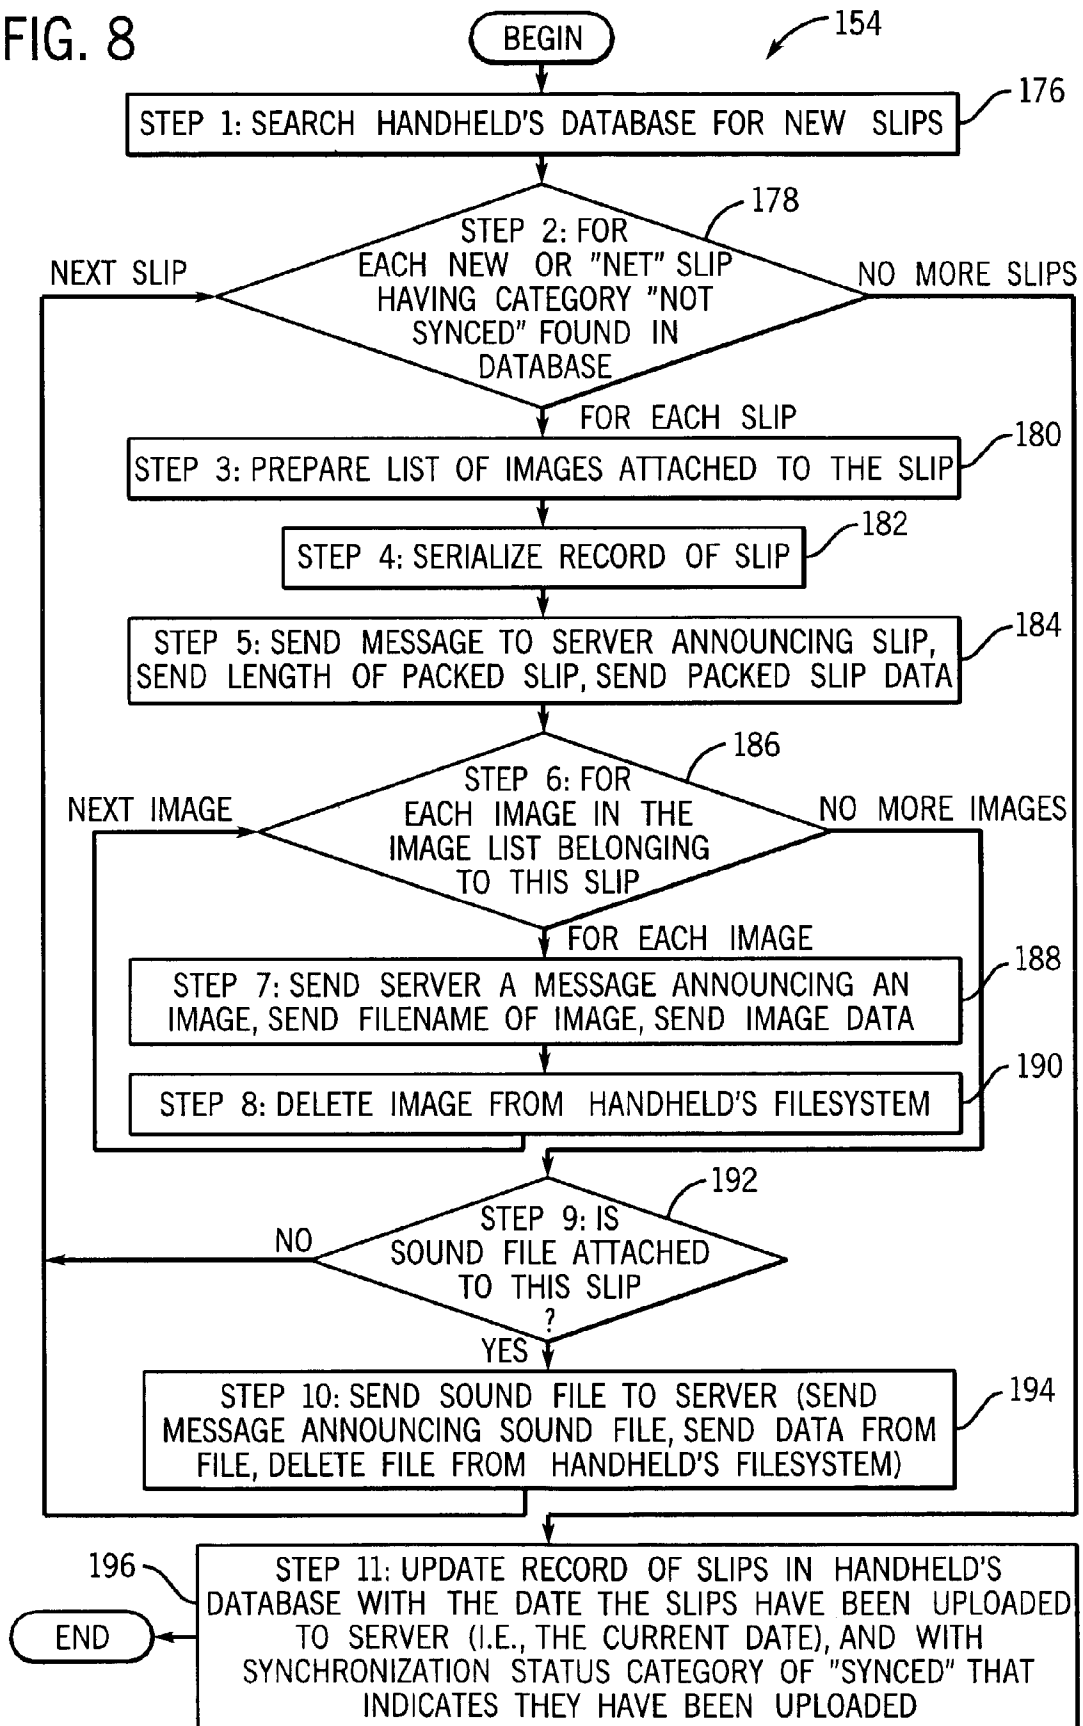 FIG. 8
BEGIN
154
STEP 1: SEARCH HANDHELD'S DATABASE FOR NEW SLIPS
176
178
STEP 2: FOR
EACH NEW OR "NET" SLIP
HAVING CATEGORY "NOT
SYNCED" FOUND IN
DATABASE
NEXT SLIP
NO MORE SLIPS
FOR EACH SLIP
180
STEP 3: PREPARE LIST OF IMAGES ATTACHED TO THE SLIP
182
STEP 4: SERIALIZE RECORD OF SLIP
184
STEP 5: SEND MESSAGE TO SERVER ANNOUNCING SLIP,
SEND LENGTH OF PACKED SLIP, SEND PACKED SLIP DATA
186
STEP 6: FOR
EACH IMAGE IN THE
IMAGE LIST BELONGING
TO THIS SLIP
NEXT IMAGE
NO MORE IMAGES
FOR EACH IMAGE
188
STEP 7: SEND SERVER A MESSAGE ANNOUNCING AN
IMAGE, SEND FILENAME OF IMAGE, SEND IMAGE DATA
190
STEP 8: DELETE IMAGE FROM HANDHELD'S FILESYSTEM
192
STEP 9: IS
SOUND FILE ATTACHED
TO THIS SLIP
?
NO
YES
194
STEP 10: SEND SOUND FILE TO SERVER (SEND
MESSAGE ANNOUNCING SOUND FILE, SEND DATA FROM
FILE, DELETE FILE FROM HANDHELD'S FILESYSTEM)
196
STEP 11: UPDATE RECORD OF SLIPS IN HANDHELD'S
DATABASE WITH THE DATE THE SLIPS HAVE BEEN UPLOADED
TO SERVER (I.E., THE CURRENT DATE), AND WITH
SYNCHRONIZATION STATUS CATEGORY OF "SYNCED" THAT
INDICATES THEY HAVE BEEN UPLOADED
END